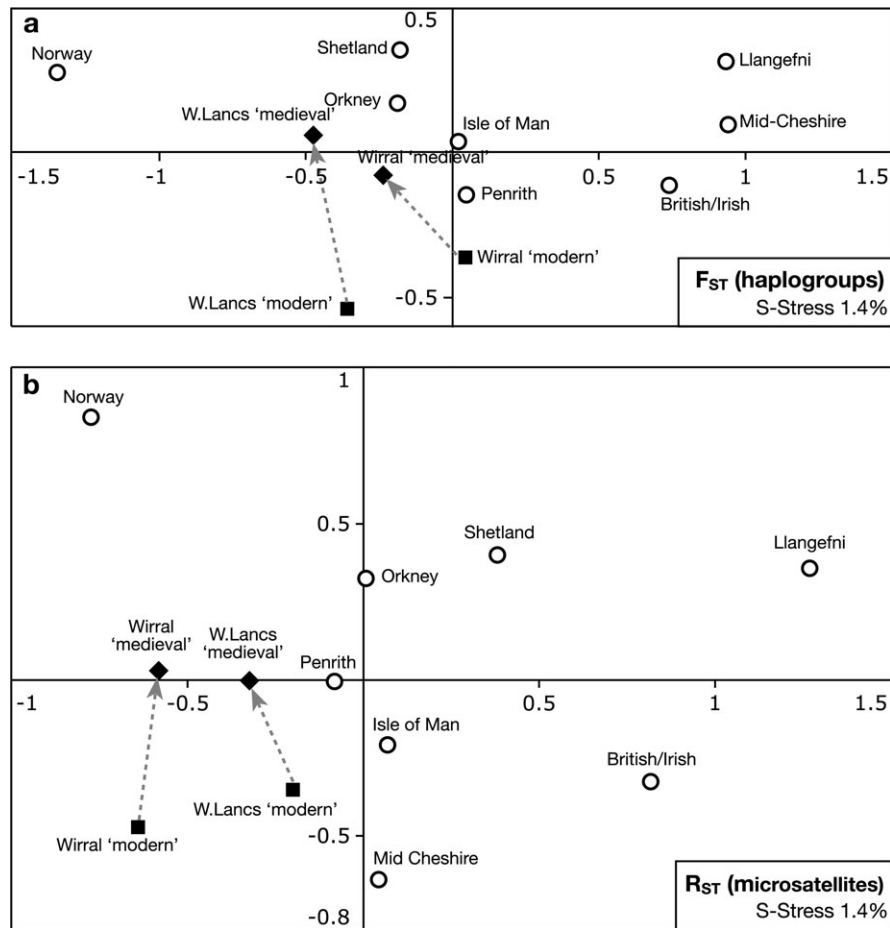 a
0.5
Norway
Shetland
Llangefni
Orkney
W.Lancs ‘medieval’
Isle of Man
Mid-Cheshire
Wirral ‘medieval’
-1.5
-1
-0.5
0.5
1
1.5
Penrith
British/Irish
Wirral ‘modern’
W.Lancs ‘modern’
-0.5
FST (haplogroups)
S-Stress 1.4%
b
1
Norway
0.5
Shetland
Llangefni
Orkney
Wirral
‘medieval’
W.Lancs
‘medieval’
Penrith
-1
-0.5
0.5
1
1.5
Isle of Man
British/Irish
W.Lancs ‘modern’
Wirral ‘modern’
-0.5
Mid Cheshire
RST (microsatellites)
S-Stress 1.4%
-0.8